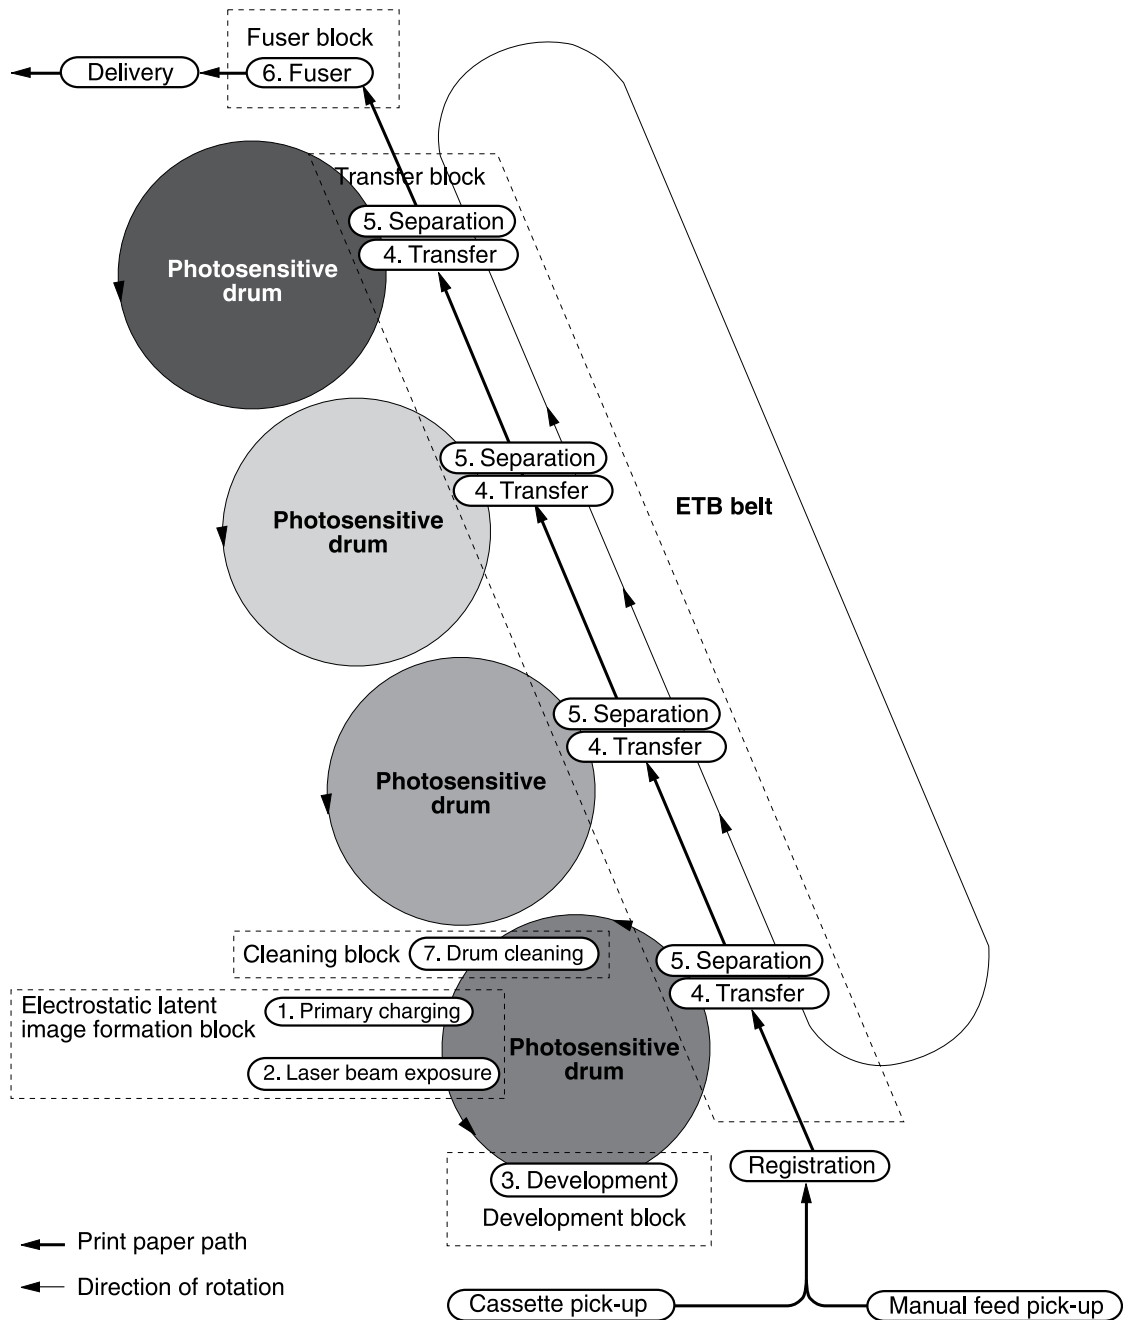 Fuser block
Delivery
6. Fuser
Transfer block
5. Separation
4. Transfer
Photosensitive
drum
5. Separation
4. Transfer
Photosensitive
drum
ETB belt
5. Separation
4. Transfer
Photosensitive
drum
Cleaning block
7. Drum cleaning
5. Separation
4. Transfer
Electrostatic latent
image formation block
1. Primary charging
2. Laser beam exposure
Photosensitive
drum
Registration
3. Development
Development block
Print paper path
Direction of rotation
Cassette pick-up
Manual feed pick-up